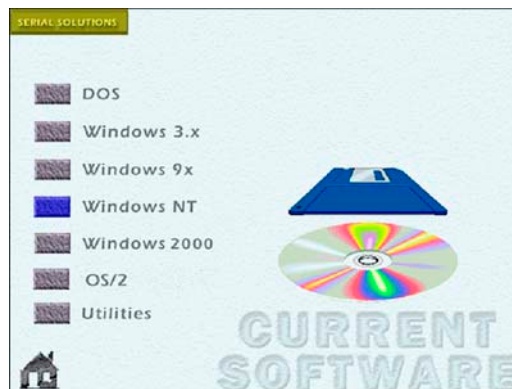 SERIAL SOLUTIONS
DOS
Windows 3.x
Windows 9x
Windows NT
Windows 2000
OS/2
Utilities
CURRENT
SOFTWARE